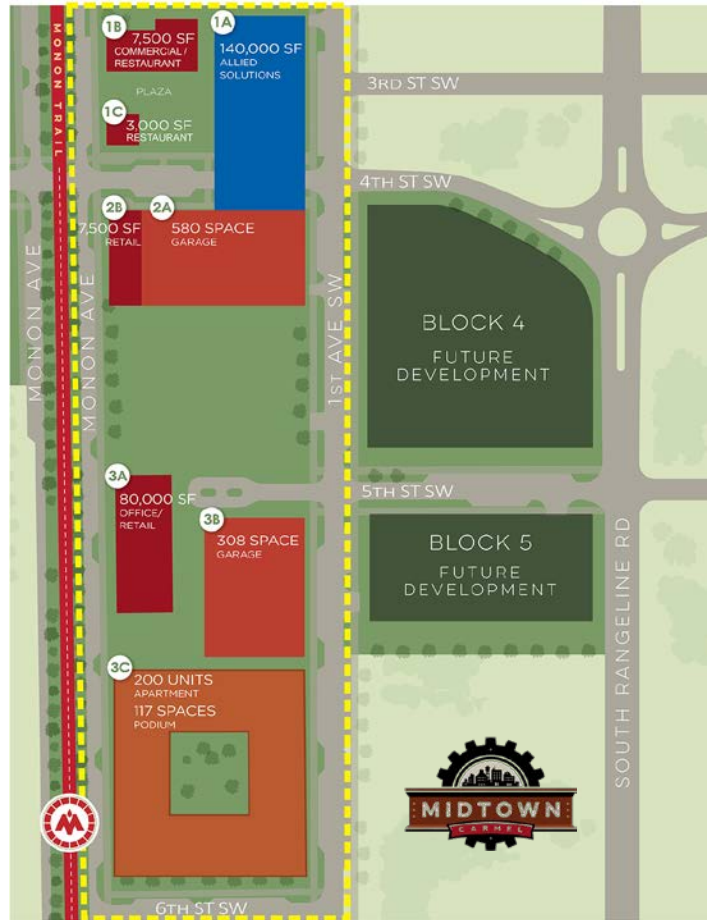 MONON TRAIL
1B
7,500 SF
COMMERCIAL /
RESTAURANT
1A
140,000 SF
ALLIED
SOLUTIONS
PLAZA
1C
3,000 SF
RESTAURANT
3RD ST SW
4TH ST SW
2B
7,500 SF
RETAIL
2A
580 SPACE
GARAGE
MONON AVE
MONON AVE
1ST AVE SW
BLOCK 4
FUTURE
DEVELOPMENT
3A
80,000 SF
OFFICE/
RETAIL
5TH ST SW
3B
308 SPACE
GARAGE
BLOCK 5
FUTURE
DEVELOPMENT
SOUTH RANGELINE RD
3C
200 UNITS
APARTMENT
117 SPACES
PODIUM
M
MIDTOWN
CARMEL
6TH ST SW